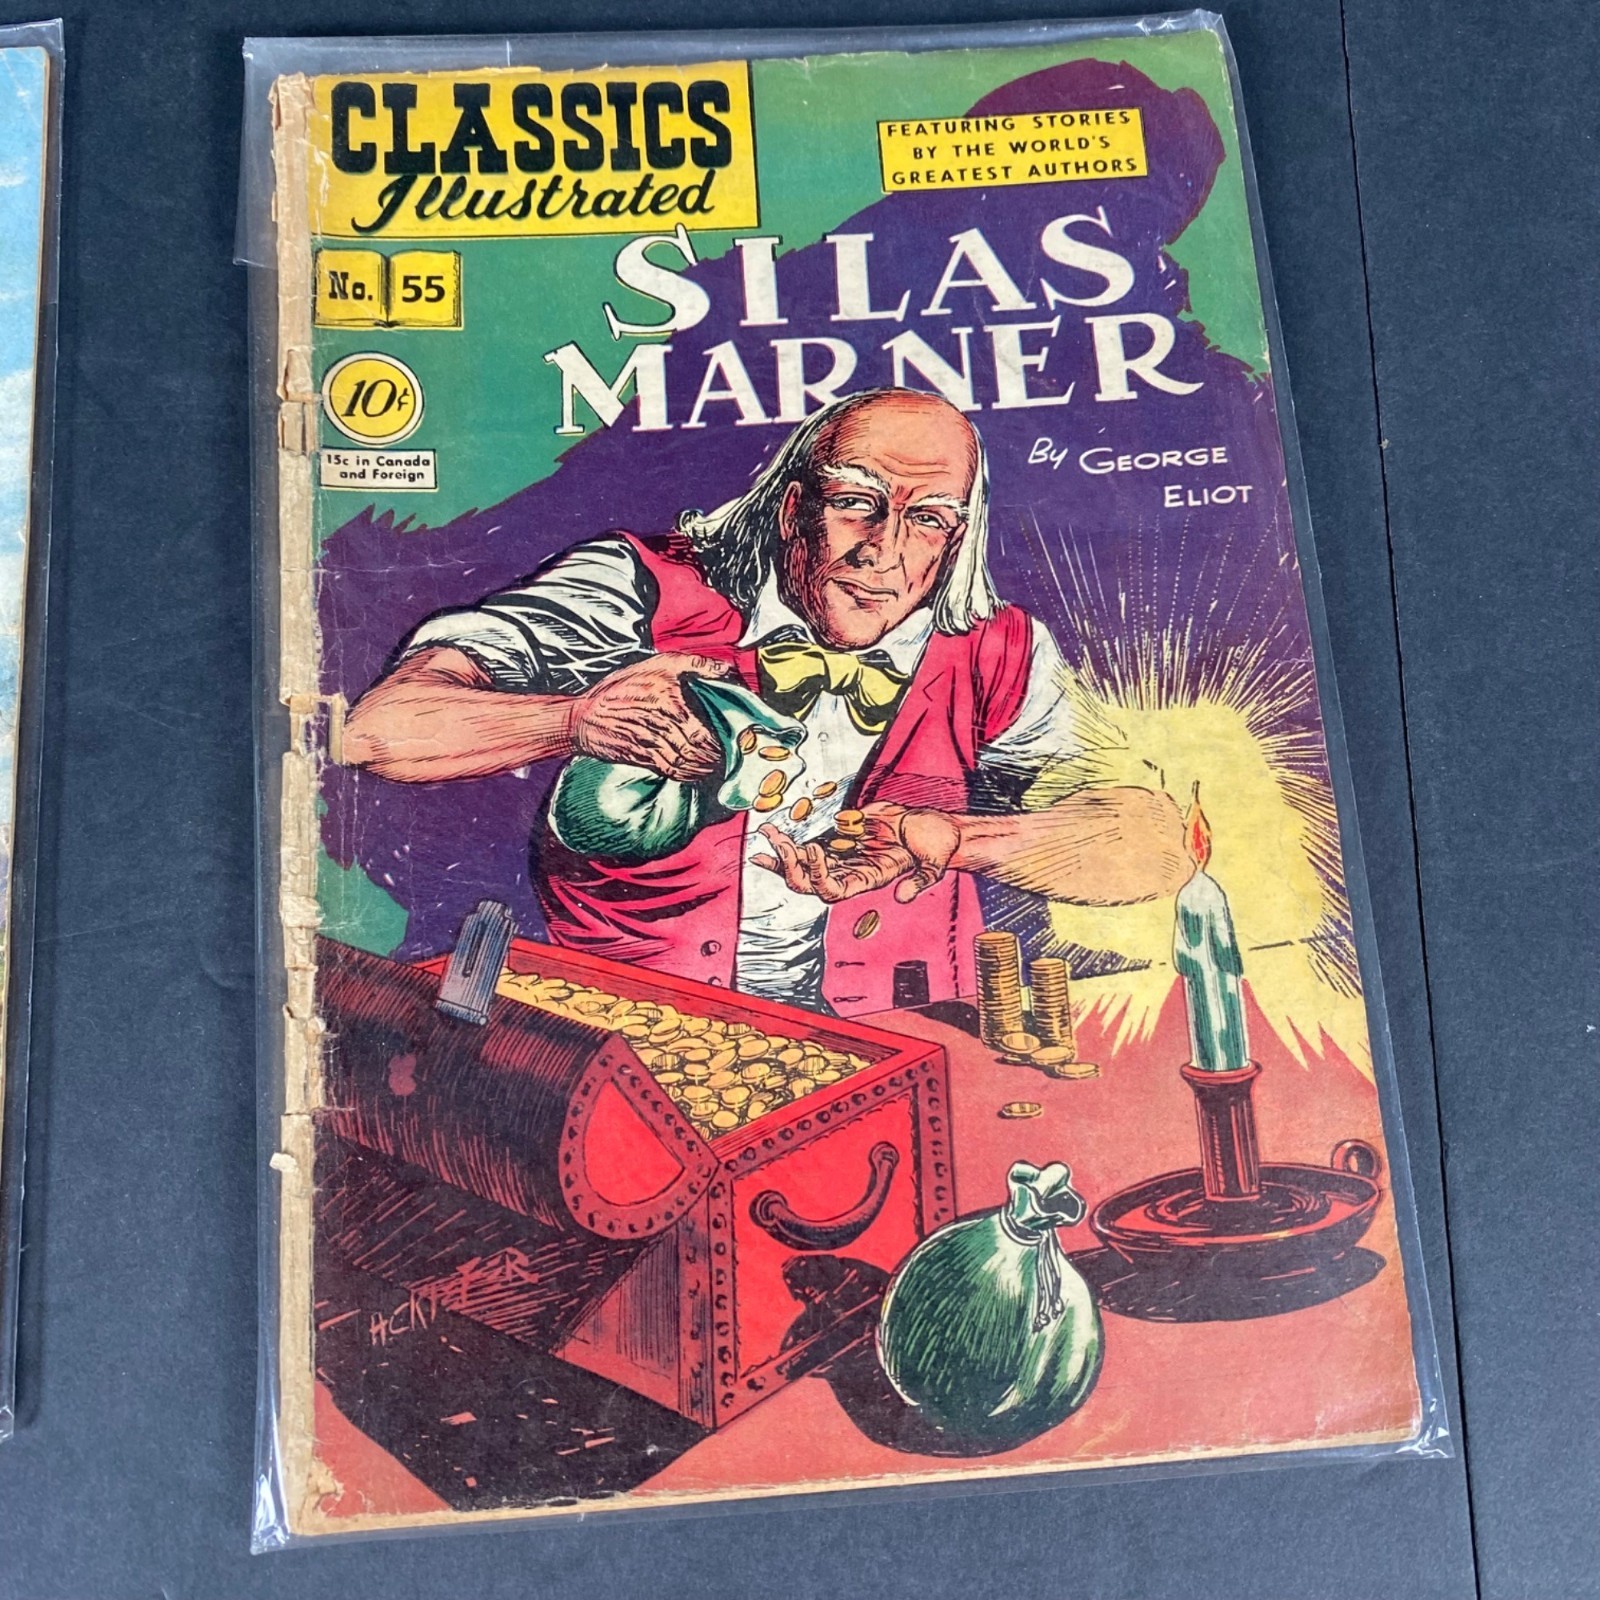 CLASSICS
Illustrated
FEATURING STORIES
BY THE WORLD'S
GREATEST AUTHORS
No. 55
SILAS
MARNER
10¢
15c in Canada
and Foreign
By GEORGE
ELIOT